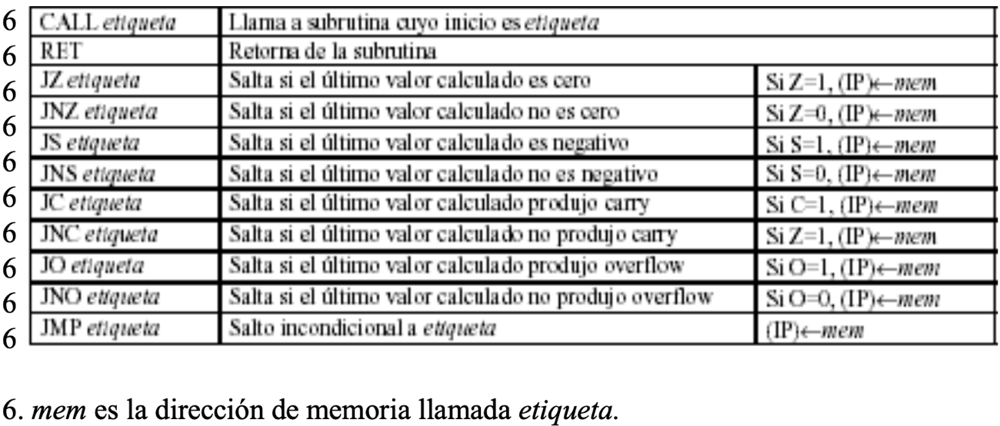 6 CALL etiqueta Llama a subrutina cuyo inicio es etiqueta
6 RET Retorna de la subrutina
6 JZ etiqueta Salta si el último valor calculado es cero Si Z=1, (IP)←mem
6 JNZ etiqueta Salta si el último valor calculado no es cero Si Z=0, (IP)←mem
6 JS etiqueta Salta si el último valor calculado es negativo Si S=1, (IP)←mem
6 JNS etiqueta Salta si el último valor calculado no es negativo Si S=0, (IP)←mem
6 JC etiqueta Salta si el último valor calculado produjo carry Si C=1, (IP)←mem
6 JNC etiqueta Salta si el último valor calculado no produjo carry Si Z=1, (IP)←mem
6 JO etiqueta Salta si el último valor calculado produjo overflow Si O=1, (IP)←mem
6 JNO etiqueta Salta si el último valor calculado no produjo overflow Si O=0, (IP)←mem
6 JMP etiqueta Salto incondicional a etiqueta (IP)←mem
6. mem es la dirección de memoria llamada etiqueta.